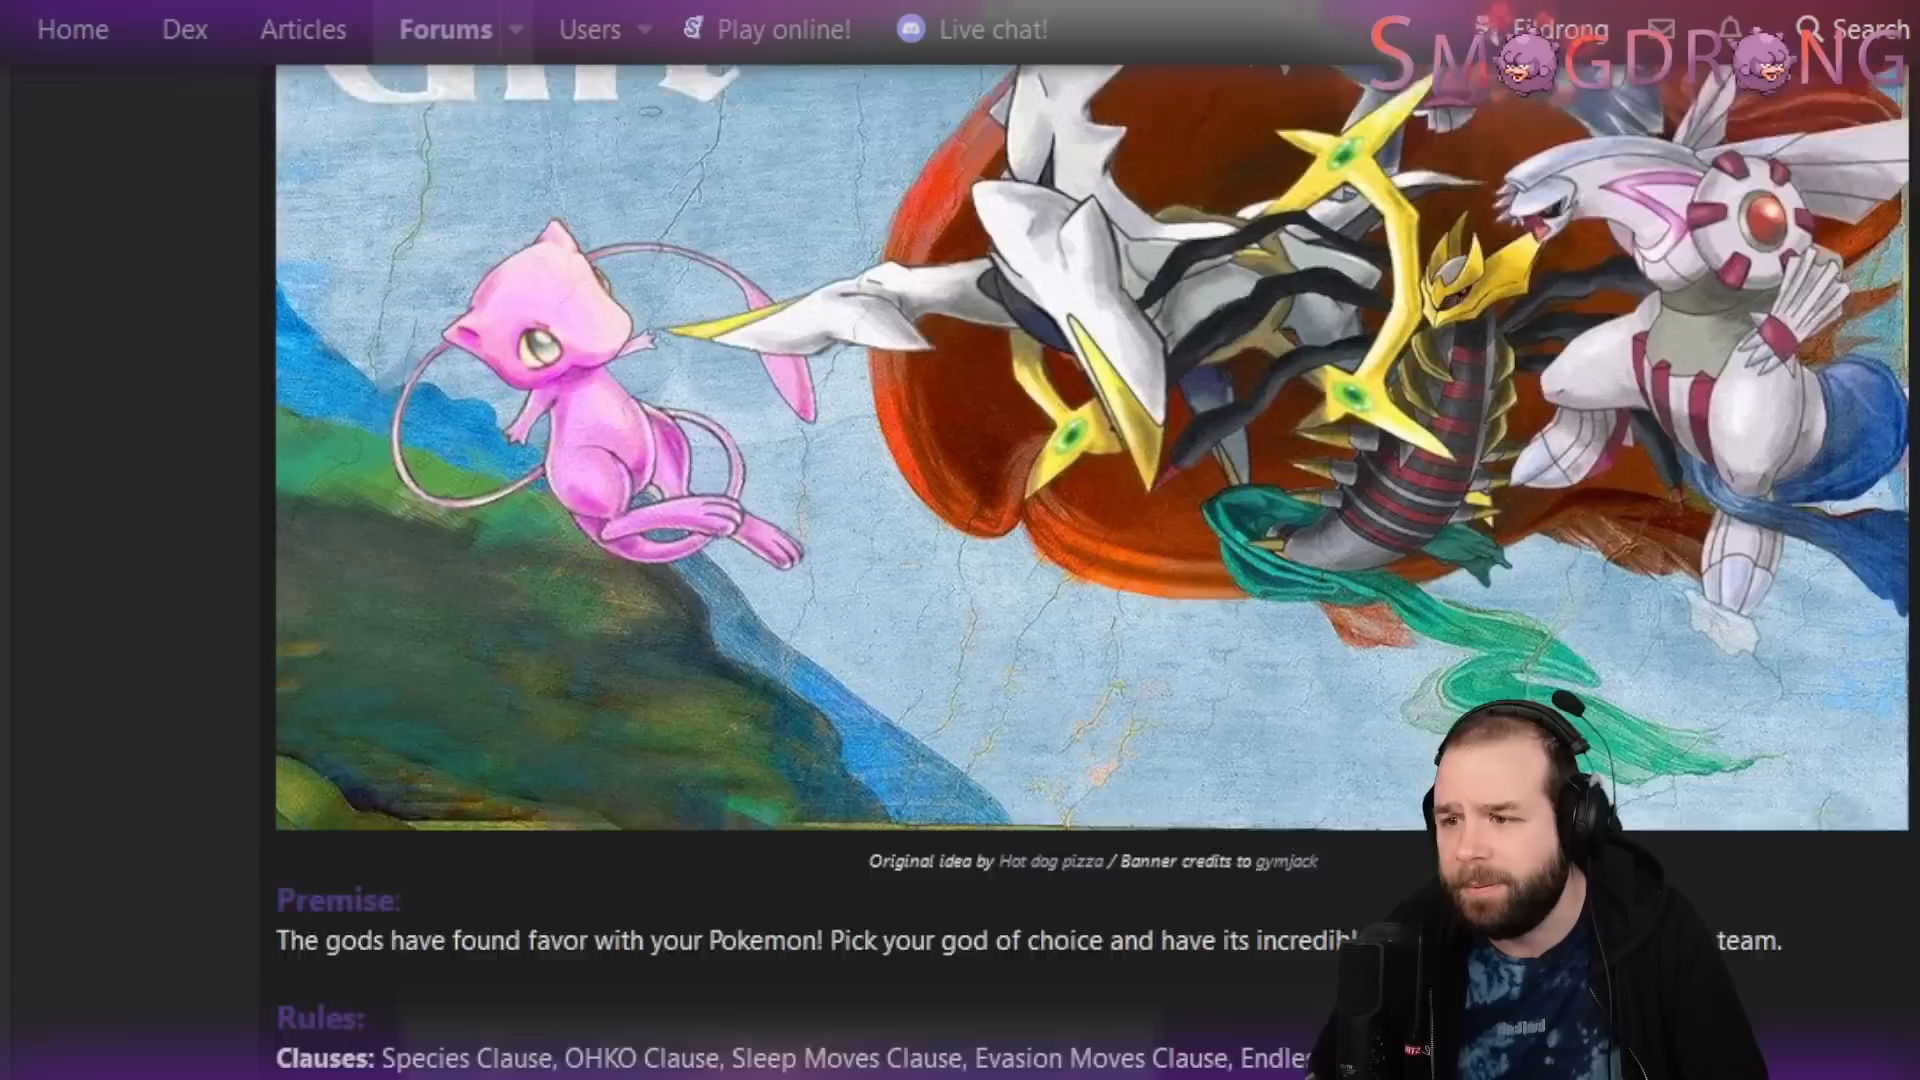 Home Dex Articles Forums Users Play online! Live chat! Search
SMOGDRONG
Original idea by Hot dog pizza / Banner credits to gymjack
Premise:
The gods have found favor with your Pokemon! Pick your god of choice and have its team.
Rules:
Clauses: Species Clause, OHKO Clause, Sleep Moves Clause, Evasion Moves Clause,